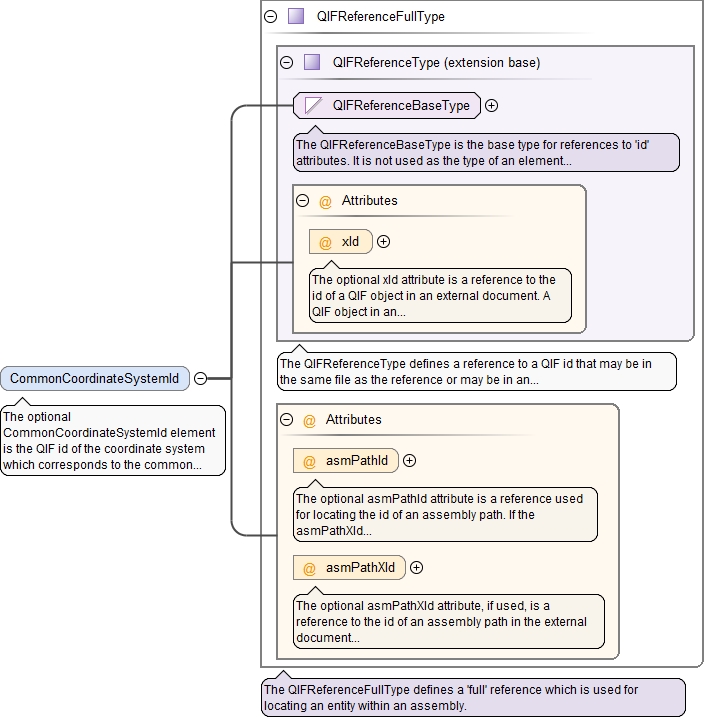 QIFReferenceFullType
QIFReferenceType (extension base)
QIFReferenceBaseType
The QIFReferenceBaseType is the base type for references to 'id'
attributes. It is not used as the type of an element...
@ Attributes
@ xId
The optional xId attribute is a reference to the
id of a QIF object in an external document. A
QIF object in an...
The QIFReferenceType defines a reference to a QIF id that may be in
the same file as the reference or may be in an...
CommonCoordinateSystemId
The optional
CommonCoordinateSystemId element
is the QIF id of the coordinate system
which corresponds to the common...
@ Attributes
@ asmPathId
The optional asmPathId attribute is a reference used
for locating the id of an assembly path. If the
asmPathXId...
@ asmPathXId
The optional asmPathXId attribute, if used, is a
reference to the id of an assembly path in the external
document...
The QIFReferenceFullType defines a 'full' reference which is used for
locating an entity within an assembly.